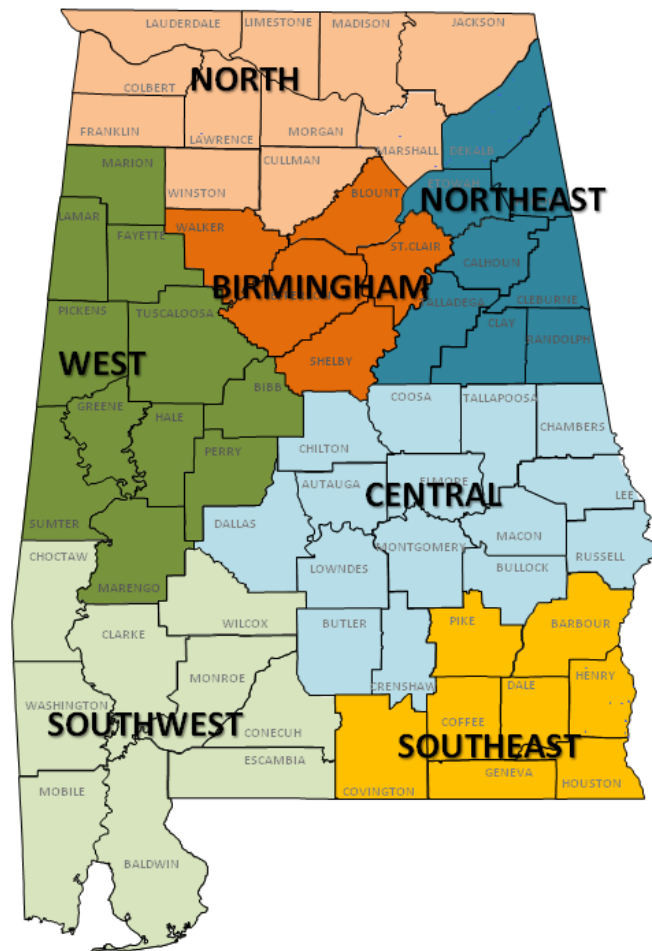 LAUDERDALE
LIMESTONE
MADISON
JACKSON
COLBERT
NORTH
FRANKLIN
LAWRENCE
MORGAN
MARSHALL
DEKALB
CULLMAN
MARION
WINSTON
BLOUNT
ETOWAH
NORTHEAST
LAMAR
FAYETTE
WALKER
ST.CLAIR
CALHOUN
BIRMINGHAM
PICKENS
TUSCALOOSA
CLEBURNE
CLAY
RANDOLPH
WEST
SHELBY
BIBB
GREENE
HALE
COOSA
TALLAPOOSA
CHAMBERS
PERRY
CHILTON
AUTAUGA
ELMORE
CENTRAL
LEE
SUMTER
DALLAS
MACON
CHOCTAW
MONTGOMERY
RUSSELL
MARENGO
LOWNDES
BULLOCK
CLARKE
WILCOX
BUTLER
PIKE
BARBOUR
MONROE
CRENSHAW
DALE
HENRY
WASHINGTON
SOUTHWEST
CONECUH
COFFEE
SOUTHEAST
ESCAMBIA
GENEVA
HOUSTON
MOBILE
COVINGTON
BALDWIN